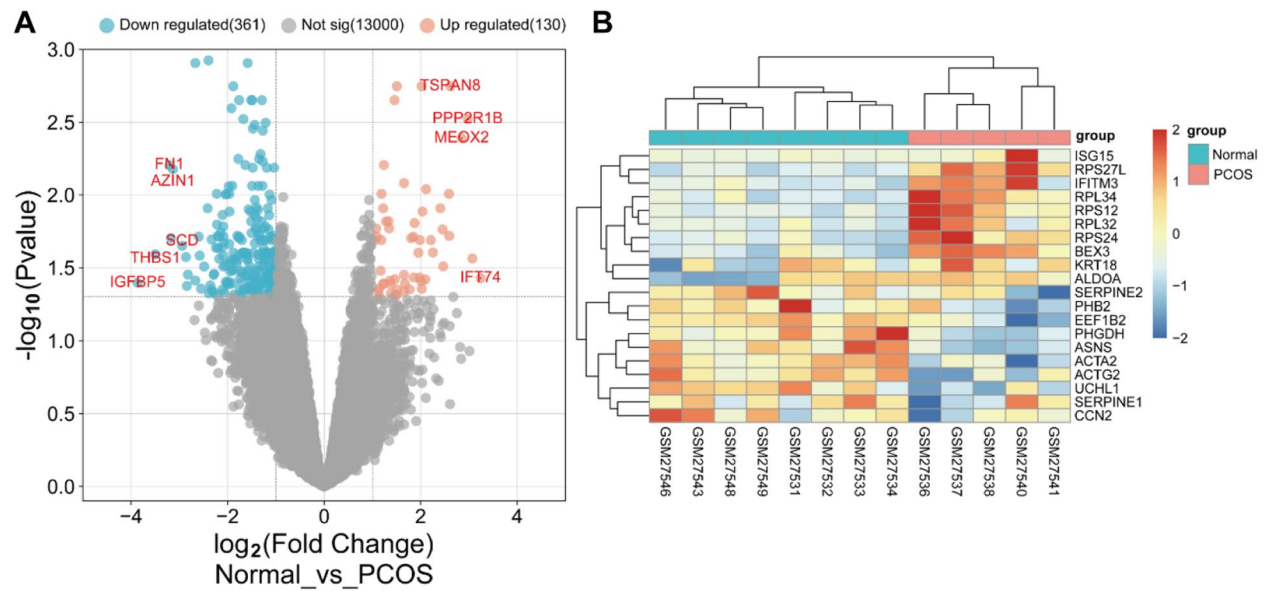 A
Down regulated(361)
Not sig(13000)
Up regulated(130)
3.0
2.5
2.0
1.5
1.0
0.5
0.0
-log10(Pvalue)
TSPAN8
PPP2R1B
MEOX2
FN1
AZIN1
SCD
THBS1
IGFBP5
IFT74
−4
−2
0
2
4
log2(Fold Change)
Normal_vs_PCOS
B
group
ISG15
RPS27L
IFITM3
RPL34
RPS12
RPL32
RPS24
BEX3
KRT18
ALDOA
SERPINE2
PHB2
EEF1B2
PHGDH
ASNS
ACTA2
ACTG2
UCHL1
SERPINE1
CCN2
GSM27546
GSM27543
GSM27548
GSM27549
GSM27531
GSM27532
GSM27533
GSM27534
GSM27536
GSM27537
GSM27538
GSM27540
GSM27541
2
1
0
−1
−2
group
Normal
PCOS